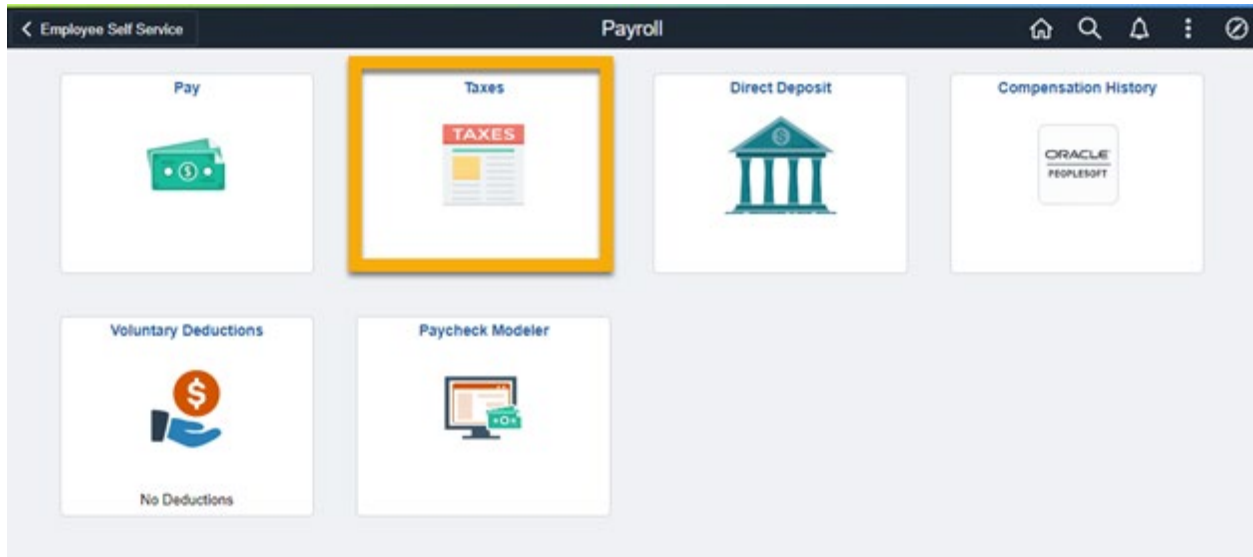 Employee Self Service
Payroll
Pay
Taxes
TAXES
Direct Deposit
Compensation History
ORACLE
PEOPLESOFT
Voluntary Deductions
No Deductions
Paycheck Modeler